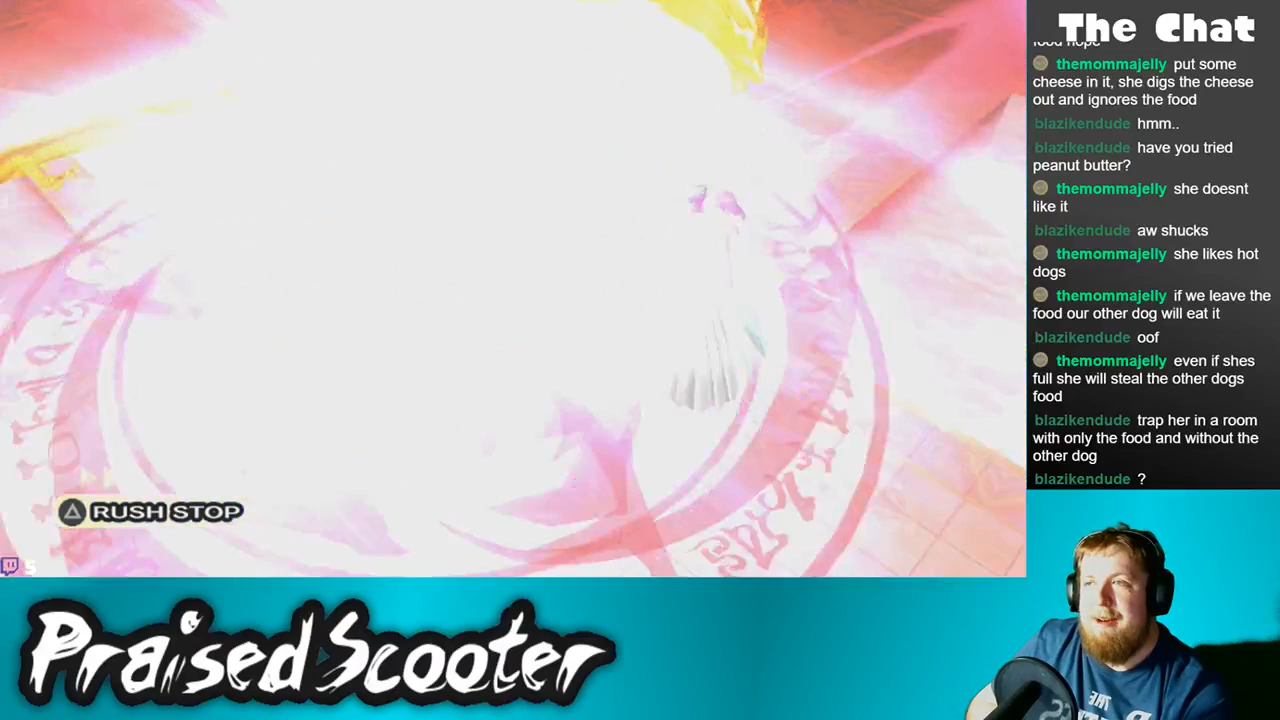 The Chat
themommajelly put some
cheese in it, she digs the cheese
out and ignores the food
blazikendude hmm..
blazikendude have you tried
peanut butter?
themommajelly she doesnt
like it
blazikendude aw shucks
themommajelly she likes hot
dogs
themommajelly if we leave the
food our other dog will eat it
blazikendude oof
themommajelly even if shes
full she will steal the other dogs
food
blazikendude trap her in a room
with only the food and without the
other dog
blazikendude ?
RUSH STOP
5
PraisedScooter
THE